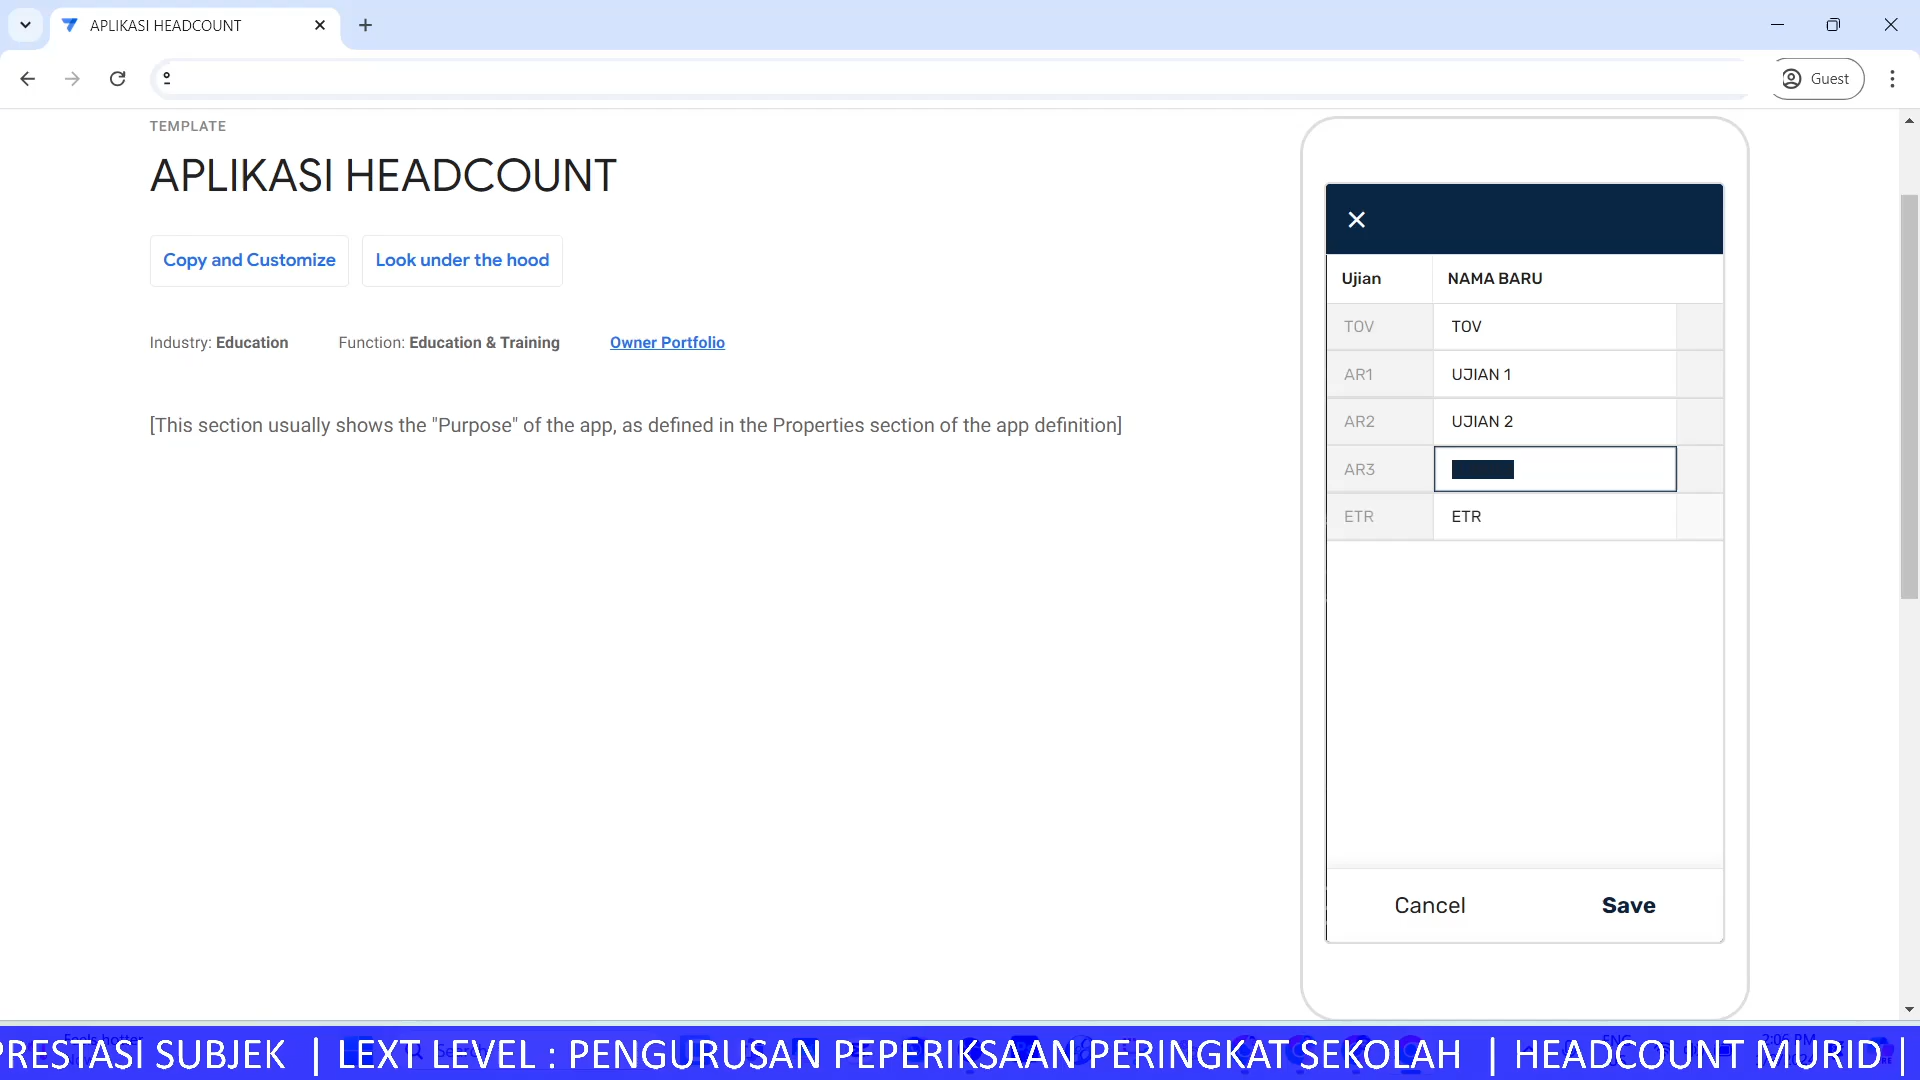 APLIKASI HEADCOUNT
Guest
TEMPLATE
APLIKASI HEADCOUNT
Copy and Customize
Look under the hood
Industry: Education
Function: Education & Training
Owner Portfolio
[This section usually shows the "Purpose" of the app, as defined in the Properties section of the app definition]
Ujian NAMA BARU
TOV TOV
AR1 UJIAN 1
AR2 UJIAN 2
AR3
ETR ETR
Cancel Save
PRESTASI SUBJEK | LEXT LEVEL : PENGURUSAN PEPERIKSAAN PERINGKAT SEKOLAH | HEADCOUNT MURID |